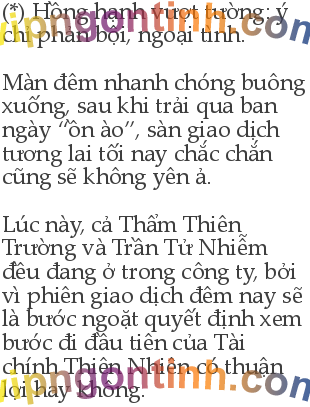 (*) Hồng hạnh vượt tường: ý
chỉ phản bội, ngoại tình.
Màn đêm nhanh chóng buông
xuống, sau khi trải qua ban
ngày “ồn ào”, sàn giao dịch
tương lai tối nay chắc chắn
cũng sẽ không yên ả.
Lúc này, cả Thẩm Thiên
Trường và Trần Tử Nhiễm
đều đang ở trong công ty, bởi
vì phiên giao dịch đêm nay sẽ
là bước ngoặt quyết định xem
bước đi đầu tiên của Tài
chính Thiên Nhiên có thuận
lợi hay không.
vipngontinh.com
vipngontinh.com